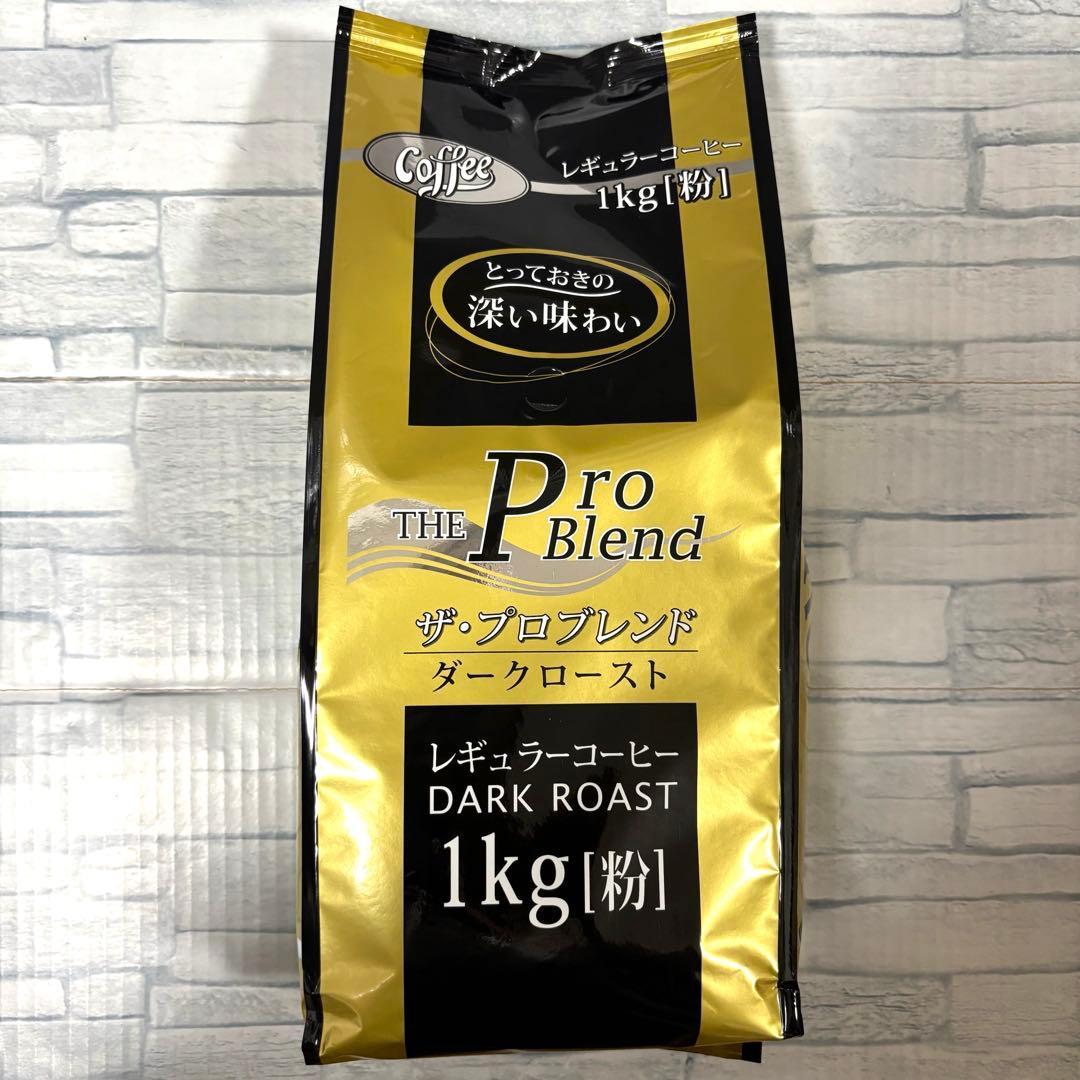 Coffee
レギュラーコーヒー
1kg[粉]
とっておきの
深い味わい
THE Pro Blend
ザ・プロブレンド
ダークロースト
レギュラーコーヒー
DARK ROAST
1kg[粉]